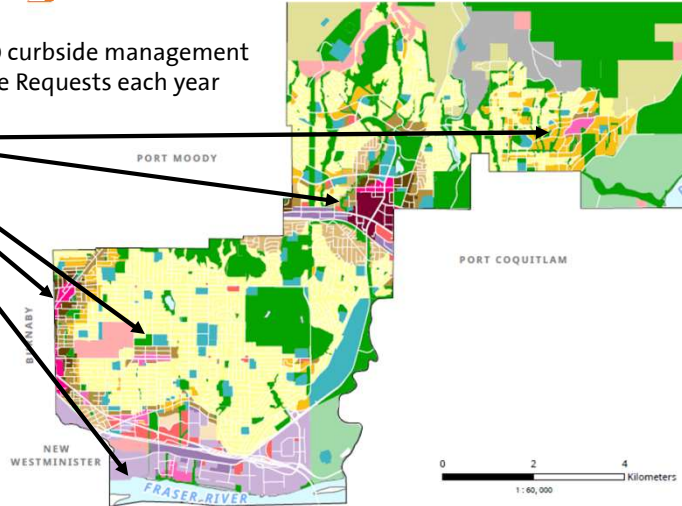 curbside management
Requests each year
PORT MOODY
PORT COQUITLAM
BURNABY
NEW
WESTMINISTER
FRASER RIVER
0 2 4
Kilometers
1 : 60, 000